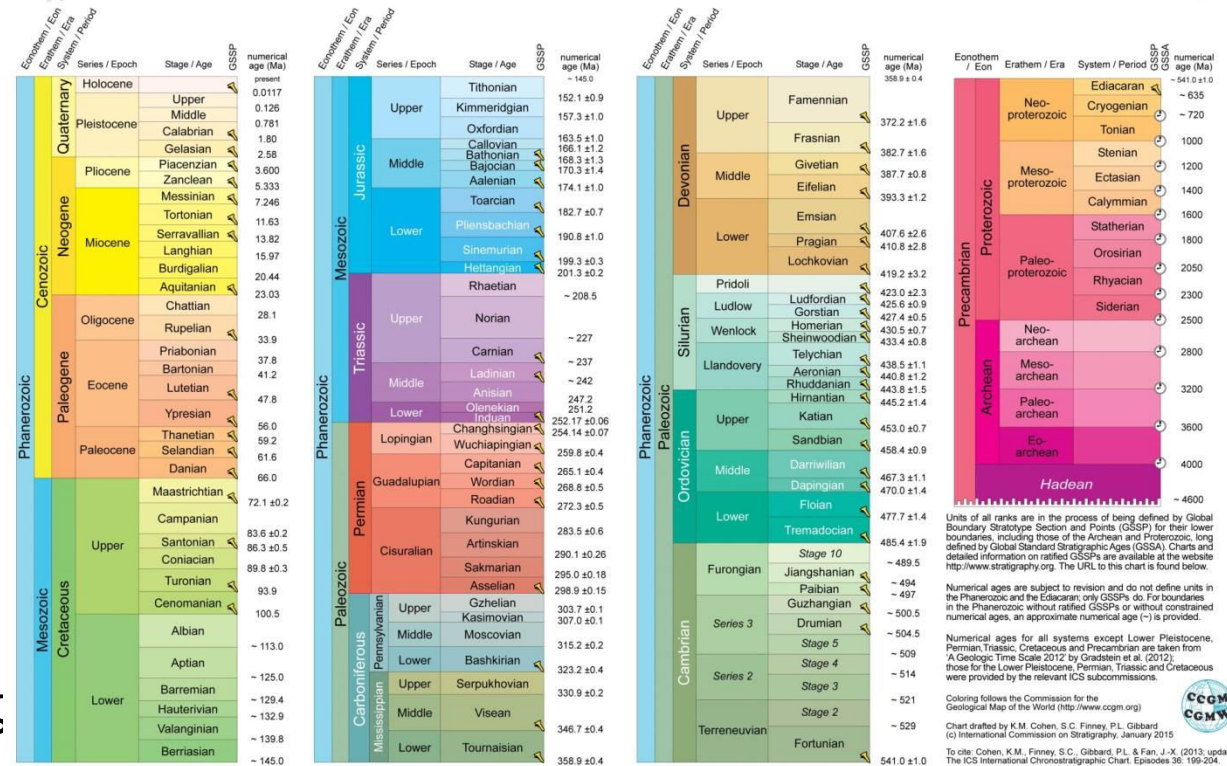 Eonothem / Eon
Erathem / Era
System / Period
Series / Epoch
Stage / Age
GSSP
numerical
age (Ma)
Phanerozoic
Cenozoic
Quaternary
Holocene
present
0.0117
Pleistocene
Upper
0.126
Middle
0.781
Calabrian
1.80
Gelasian
2.58
Neogene
Pliocene
Piacenzian
3.600
Zanclean
5.333
Miocene
Messinian
7.246
Tortonian
11.63
Serravallian
13.82
Langhian
15.97
Burdigalian
20.44
Aquitanian
23.03
Paleogene
Oligocene
Chattian
28.1
Rupelian
33.9
Eocene
Priabonian
37.8
Bartonian
41.2
Lutetian
47.8
Ypresian
56.0
Paleocene
Thanetian
59.2
Selandian
61.6
Danian
66.0
Mesozoic
Cretaceous
Upper
Maastrichtian
72.1 ±0.2
Campanian
83.6 ±0.2
Santonian
86.3 ±0.5
Coniacian
89.8 ±0.3
Turonian
93.9
Cenomanian
100.5
Lower
Albian
~ 113.0
Aptian
~ 125.0
Barremian
~ 129.4
Hauterivian
~ 132.9
Valanginian
~ 139.8
Berriasian
~ 145.0
Eonothem / Eon
Erathem / Era
System / Period
Series / Epoch
Stage / Age
GSSP
numerical
age (Ma)
~ 145.0
Phanerozoic
Mesozoic
Jurassic
Upper
Tithonian
152.1 ±0.9
Kimmeridgian
157.3 ±1.0
Oxfordian
163.5 ±1.0
Middle
Callovian
166.1 ±1.2
Bathonian
168.3 ±1.3
Bajocian
170.3 ±1.4
Aalenian
174.1 ±1.0
Lower
Toarcian
182.7 ±0.7
Pliensbachian
190.8 ±1.0
Sinemurian
199.3 ±0.3
Hettangian
201.3 ±0.2
Triassic
Upper
Rhaetian
~ 208.5
Norian
~ 227
Carnian
~ 237
Middle
Ladinian
~ 242
Anisian
247.2
Lower
Olenekian
251.2
Induan
252.17 ±0.06
Paleozoic
Permian
Lopingian
Changhsingian
254.14 ±0.07
Wuchiapingian
259.8 ±0.4
Guadalupian
Capitanian
265.1 ±0.4
Wordian
268.8 ±0.5
Roadian
272.3 ±0.5
Cisuralian
Kungurian
283.5 ±0.6
Artinskian
290.1 ±0.26
Sakmarian
295.0 ±0.18
Asselian
298.9 ±0.15
Carboniferous
Pennsylvanian
Upper
Gzhelian
303.7 ±0.1
Kasimovian
307.0 ±0.1
Middle
Moscovian
315.2 ±0.2
Lower
Bashkirian
323.2 ±0.4
Mississippian
Upper
Serpukhovian
330.9 ±0.2
Middle
Visean
346.7 ±0.4
Lower
Tournaisian
358.9 ±0.4
Eonothem / Eon
Erathem / Era
System / Period
Series / Epoch
Stage / Age
GSSP
numerical
age (Ma)
358.9 ± 0.4
Phanerozoic
Paleozoic
Devonian
Upper
Famennian
372.2 ±1.6
Frasnian
382.7 ±1.6
Middle
Givetian
387.7 ±0.8
Eifelian
393.3 ±1.2
Lower
Emsian
407.6 ±2.6
Pragian
410.8 ±2.8
Lochkovian
419.2 ±3.2
Silurian
Pridoli
423.0 ±2.3
Ludlow
Ludfordian
425.6 ±0.9
Gorstian
427.4 ±0.5
Wenlock
Homerian
430.5 ±0.7
Sheinwoodian
433.4 ±0.8
Llandovery
Telychian
438.5 ±1.1
Aeronian
440.8 ±1.2
Rhuddanian
443.8 ±1.5
Ordovician
Upper
Hirnantian
445.2 ±1.4
Katian
453.0 ±0.7
Sandbian
458.4 ±0.9
Middle
Darriwilian
467.3 ±1.1
Dapingian
470.0 ±1.4
Lower
Floian
477.7 ±1.4
Tremadocian
485.4 ±1.9
Cambrian
Furongian
Stage 10
~ 489.5
Jiangshanian
~ 494
Paibian
~ 497
Series 3
Guzhangian
~ 500.5
Drumian
~ 504.5
Stage 5
~ 509
Series 2
Stage 4
~ 514
Stage 3
~ 521
Terreneuvian
Stage 2
~ 529
Fortunian
541.0 ±1.0
Eonothem
/ Eon
Erathem / Era
System / Period
GSSP
GSSA
numerical
age (Ma)
~ 541.0 ±1.0
Precambrian
Proterozoic
Neo-
proterozoic
Ediacaran
~ 635
Cryogenian
~ 720
Tonian
1000
Meso-
proterozoic
Stenian
1200
Ectasian
1400
Calymmian
1600
Paleo-
proterozoic
Statherian
1800
Orosirian
2050
Rhyacian
2300
Siderian
2500
Archean
Neo-
archean
2800
Meso-
archean
3200
Paleo-
archean
3600
Eo-
archean
4000
Hadean
~ 4600
Units of all ranks are in the process of being defined by Global
Boundary Stratotype Section and Points (GSSP) for their lower
boundaries, including those of the Archean and Proterozoic, long
defined by Global Standard Stratigraphic Ages (GSSA). Charts and
detailed information on ratified GSSPs are available at the website
http://www.stratigraphy.org. The URL to this chart is found below.
Numerical ages are subject to revision and do not define units in
the Phanerozoic and the Ediacaran; only GSSPs do. For boundaries
in the Phanerozoic without ratified GSSPs or without constrained
numerical ages, an approximate numerical age (~) is provided.
Numerical ages for all systems except Lower Pleistocene,
Permian,Triassic, Cretaceous and Precambrian are taken from
'A Geologic Time Scale 2012' by Gradstein et al. (2012);
those for the Lower Pleistocene, Permian, Triassic and Cretaceous
were provided by the relevant ICS subcommissions.
Coloring follows the Commission for the
Geological Map of the World (http://www.ccgm.org)
CCGM
CGMW
Chart drafted by K.M. Cohen, S.C. Finney, P.L. Gibbard
(c) International Commission on Stratigraphy, January 2015
To cite: Cohen, K.M., Finney, S.C., Gibbard, P.L. & Fan, J.-X. (2013; upda
The ICS International Chronostratigraphic Chart. Episodes 36: 199-204.